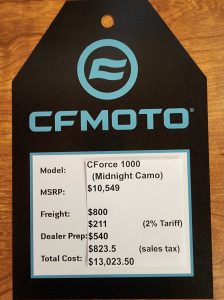 CFMOTO®
Model: CForce 1000
(Midnight Camo)
MSRP: $10,549
Freight: $800
$211 (2% Tariff)
Dealer Prep: $540
$823.5 (sales tax)
Total Cost: $13,023.50